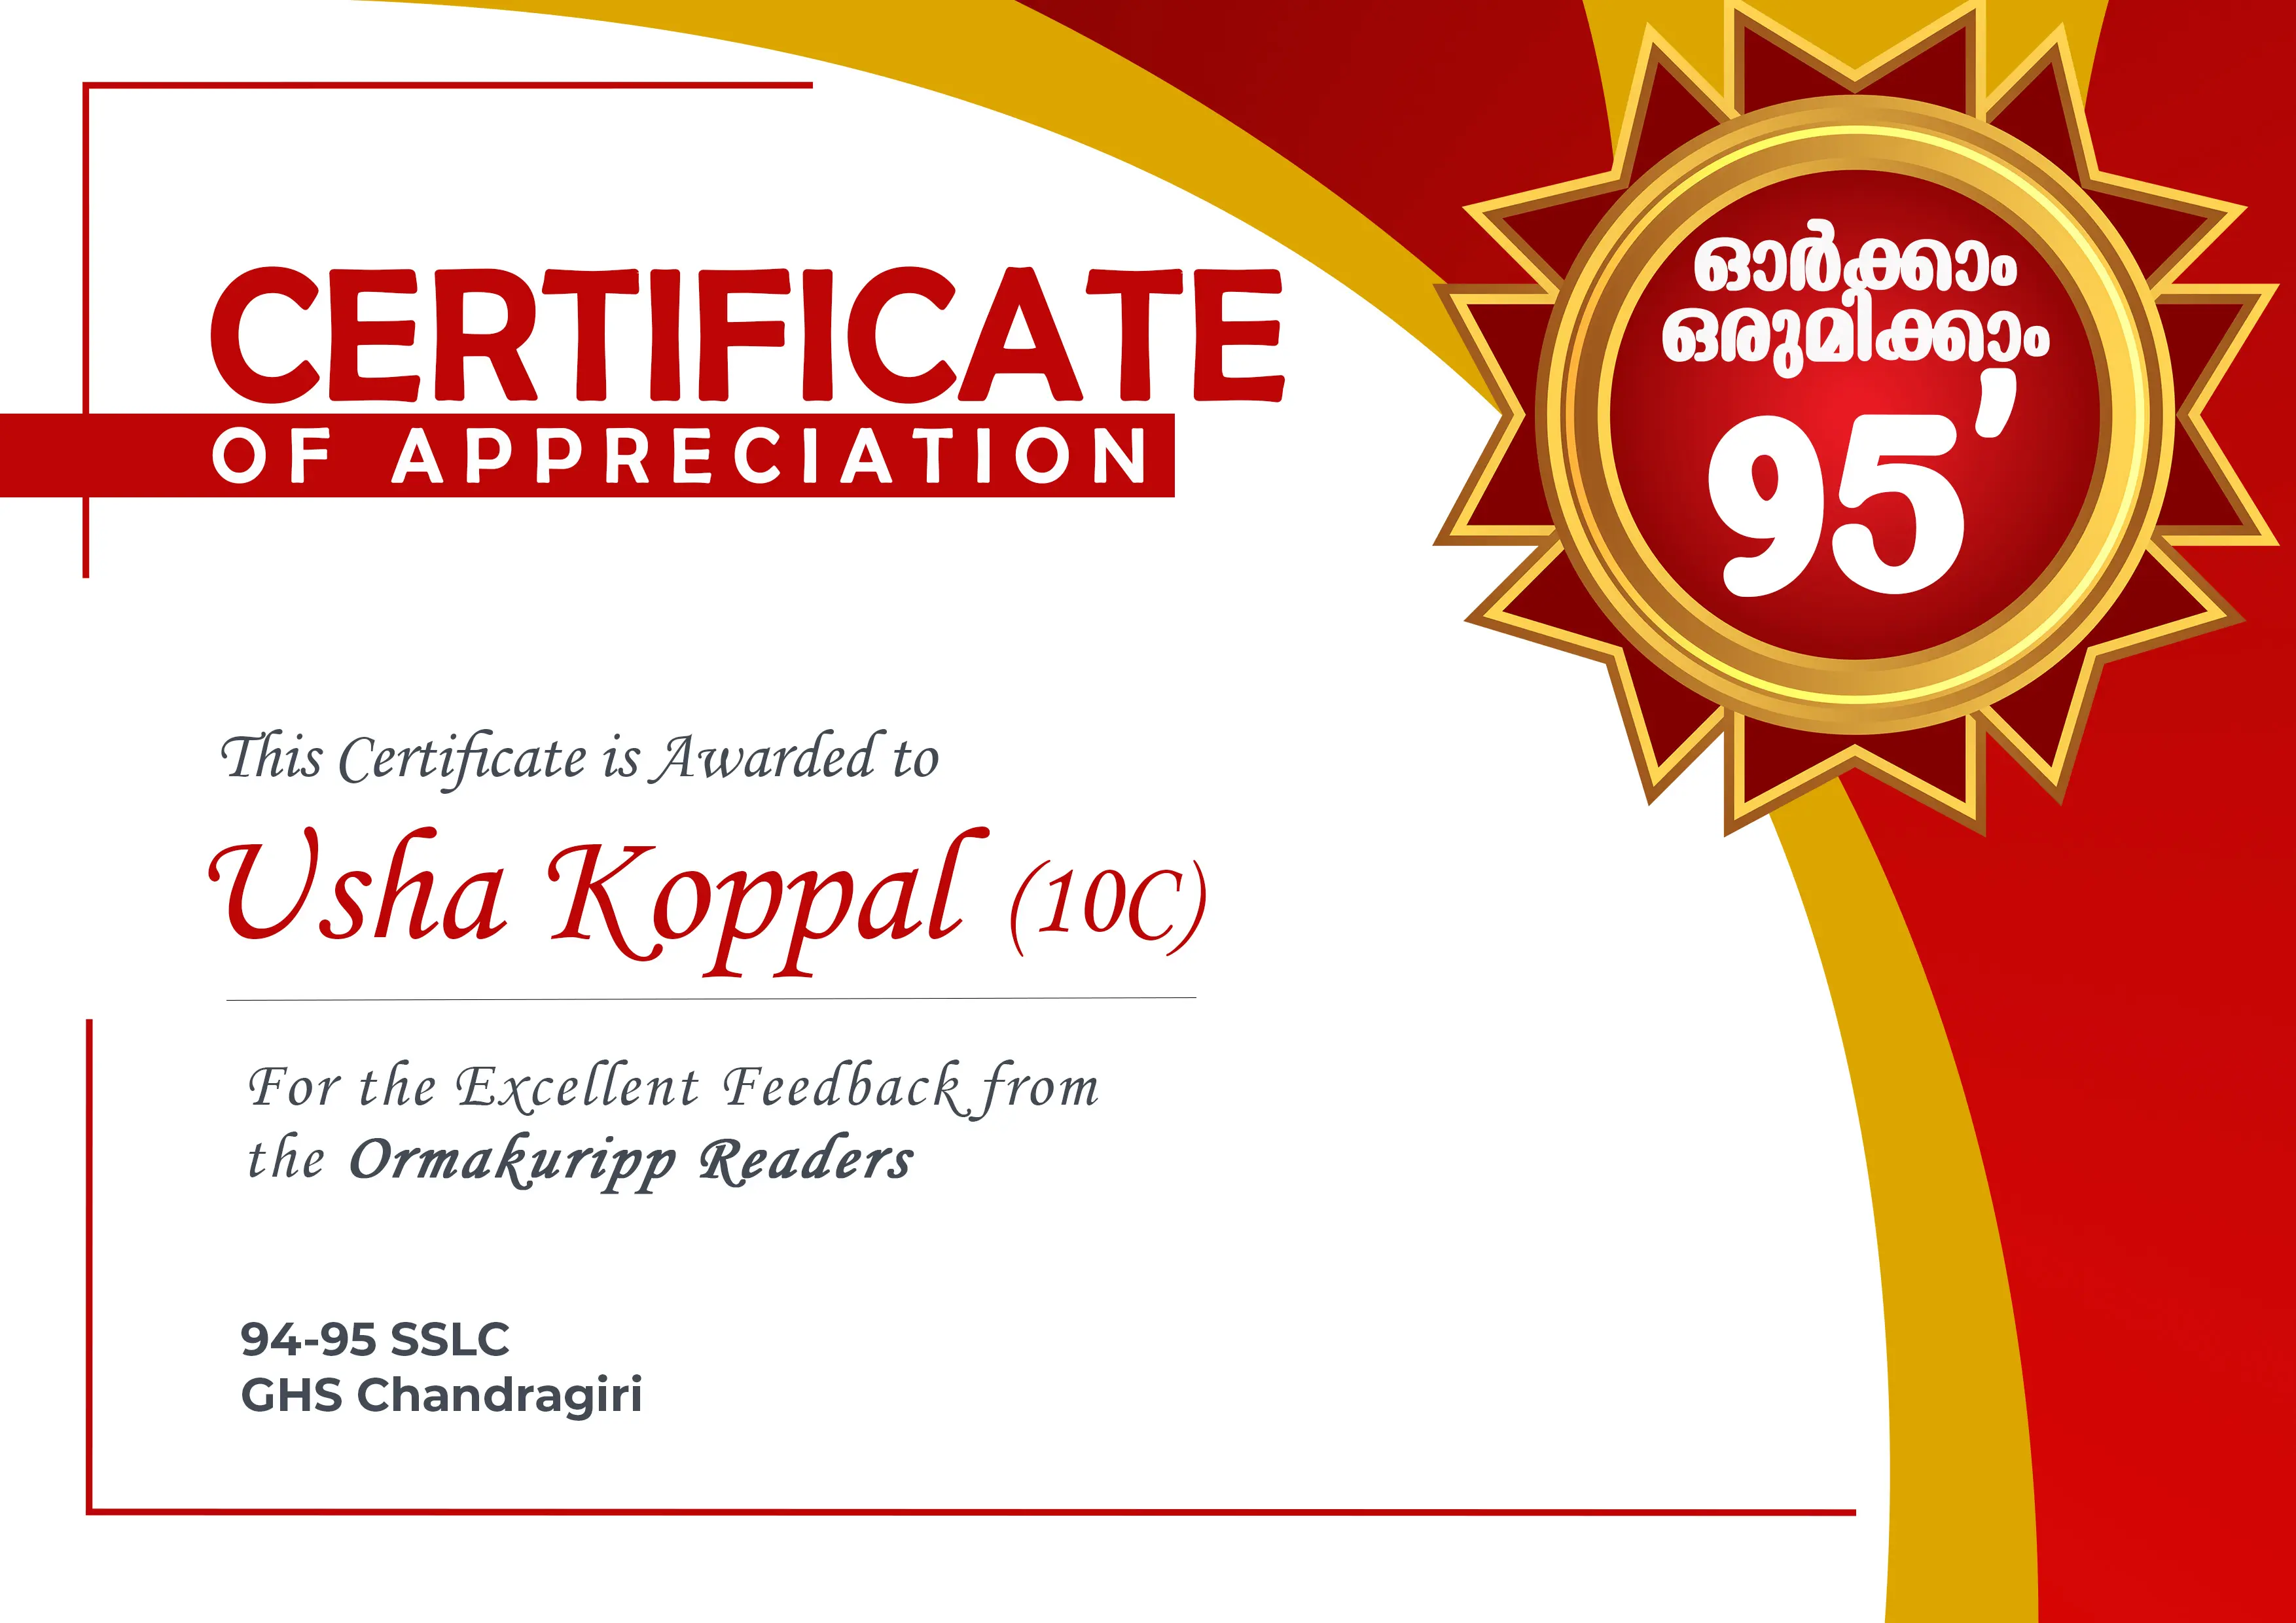 CERTIFICATE
OF APPRECIATION
ഓർക്കാം
ഒരുമിക്കാം
95'
This Certificate is Awarded to
Usha Koppal (10C)
For the Excellent Feedback from
the Ormakuripp Readers
94-95 SSLC
GHS Chandragiri